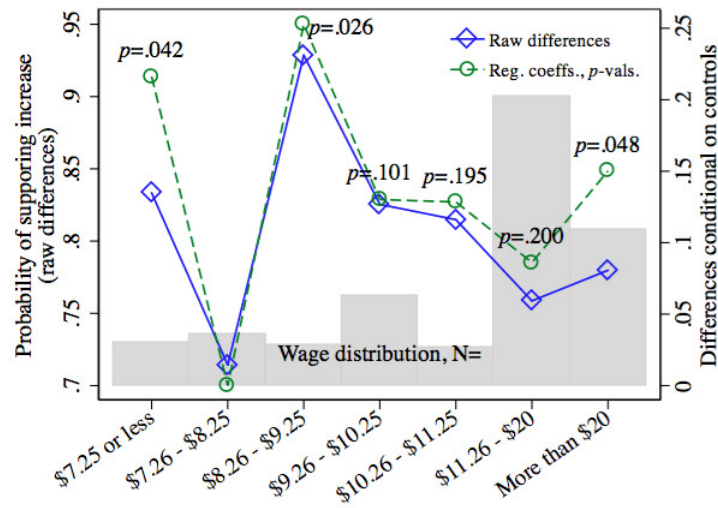 Probability of supporing increase
(raw differences)
.7 .75 .8 .85 .9 .95
Differences conditional on controls
0 .05 .1 .15 .2 .25
Raw differences
Reg. coeffs., p-vals.
p=.042
p=.026
p=.101
p=.195
p=.200
p=.048
Wage distribution, N=
$7.25 or less
$7.26 - $8.25
$8.26 - $9.25
$9.26 - $10.25
$10.26 - $11.25
$11.26 - $20
More than $20